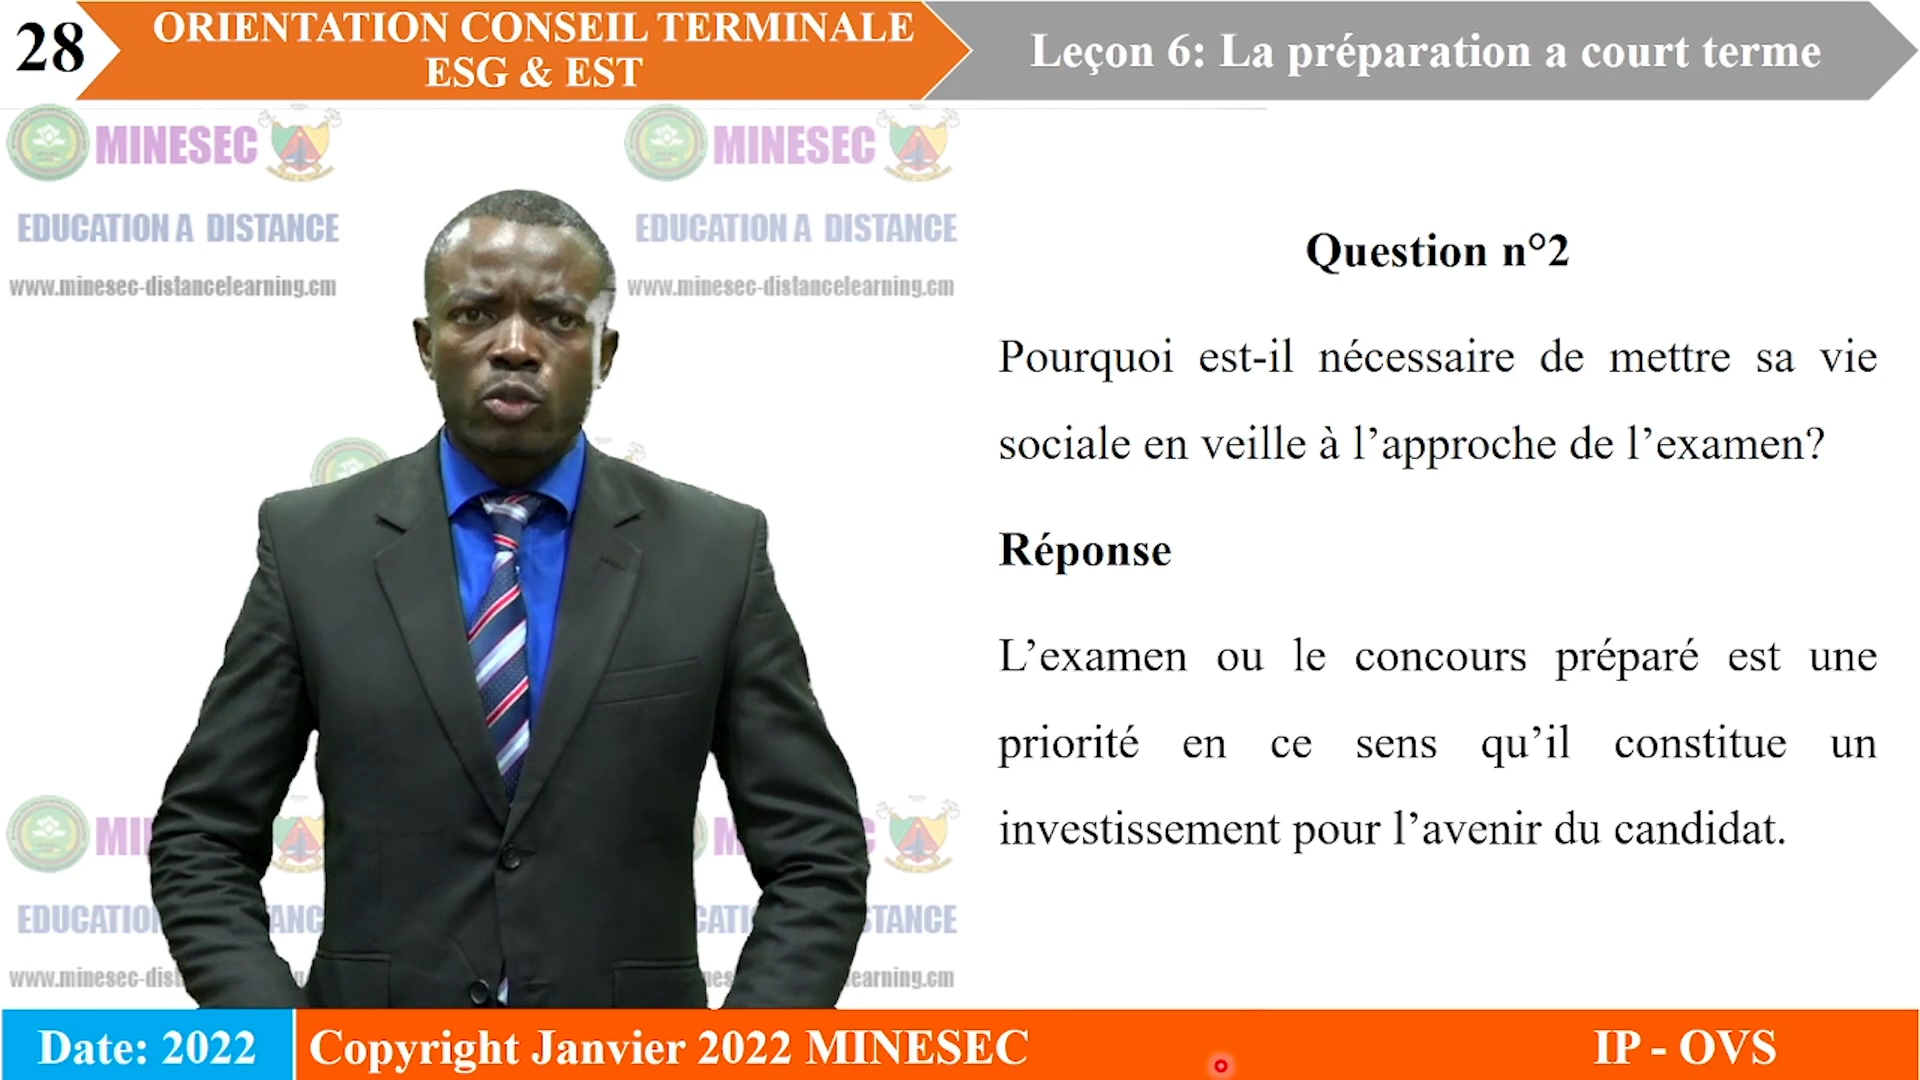 28
ORIENTATION CONSEIL TERMINALE
ESG & EST
Leçon 6: La préparation a court terme
MINESEC
EDUCATION A DISTANCE
www.minesec-distancelearning.cm
MINESEC
EDUCATION A DISTANCE
www.minesec-distancelearning.cm
Question n°2
Pourquoi est-il nécessaire de mettre sa vie
sociale en veille à l’approche de l’examen?
Réponse
L’examen ou le concours préparé est une
priorité en ce sens qu’il constitue un
investissement pour l’avenir du candidat.
Date: 2022
Copyright Janvier 2022 MINESEC
IP - OVS